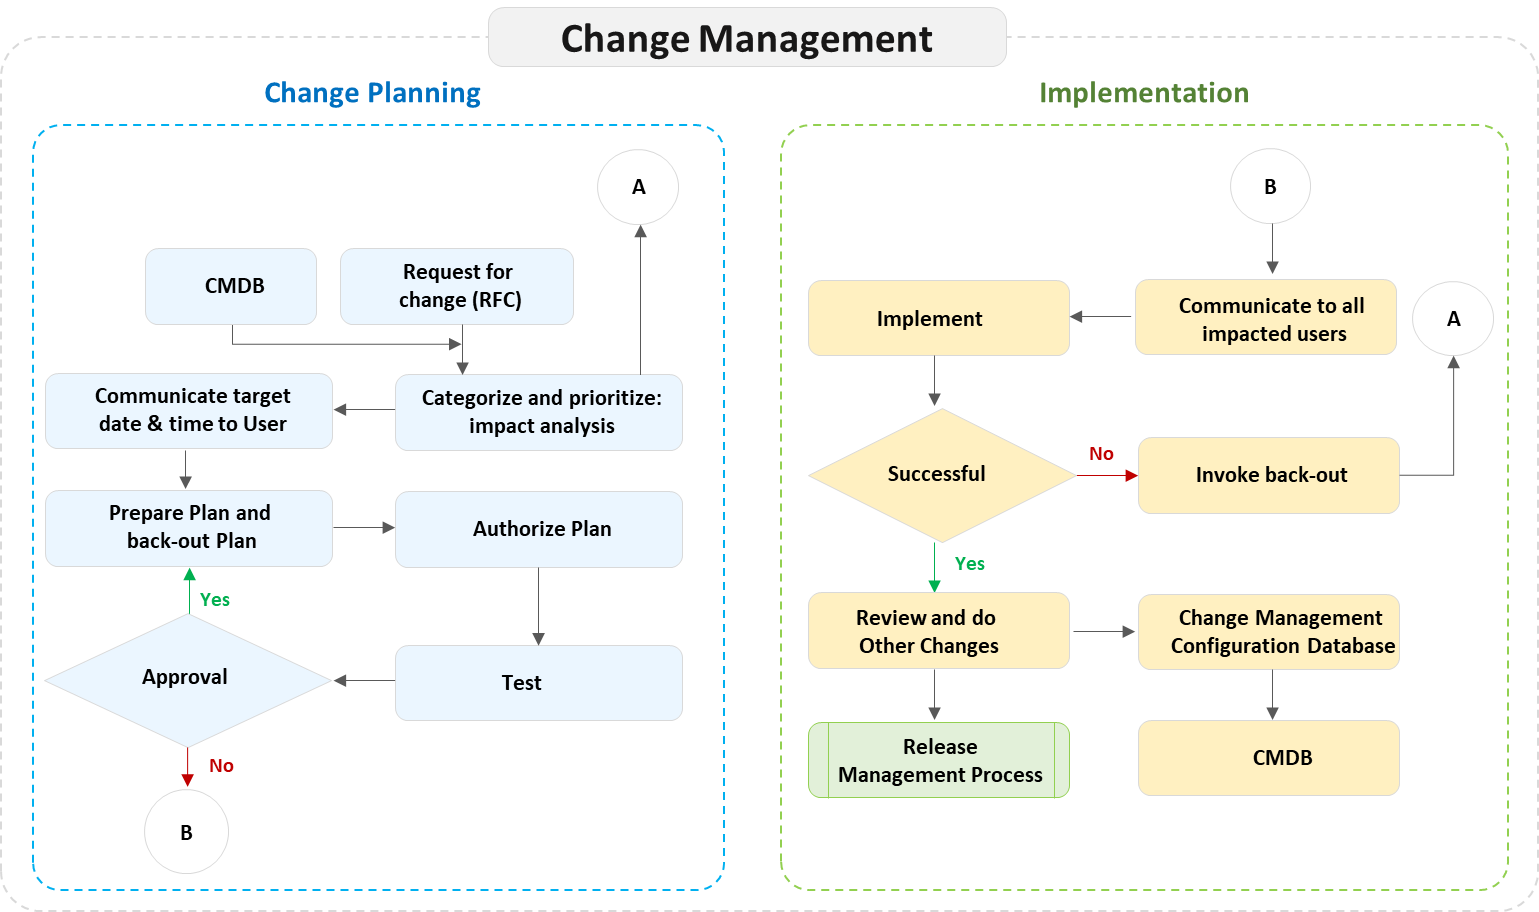 Change Management
Change Planning
A
CMDB
Request for
change (RFC)
Communicate target
date & time to User
Categorize and prioritize:
impact analysis
Prepare Plan and
back-out Plan
Authorize Plan
Yes
Approval
Test
No
B
Implementation
B
Implement
Communicate to all
impacted users
A
Successful
No
Invoke back-out
Yes
Review and do
Other Changes
Change Management
Configuration Database
Release
Management Process
CMDB